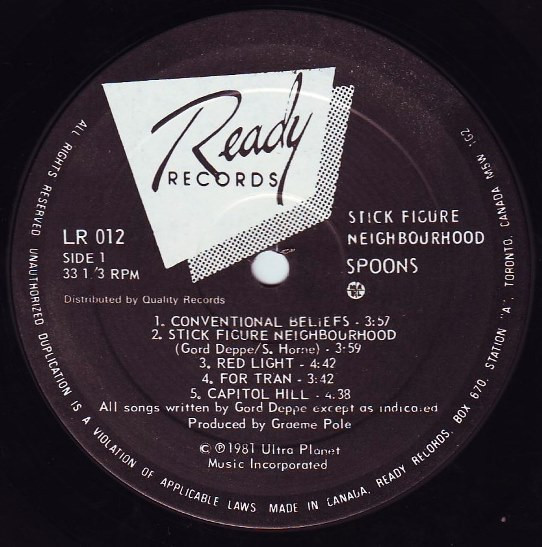 Ready
RECORDS
LR 012
SIDE 1
33 1/3 RPM
STICK FIGURE
NEIGHBOURHOOD
SPOONS
Distributed by Quality Records
1. CONVENTIONAL BELIEFS - 3:57
2. STICK FIGURE NEIGHBOURHOOD
(Gord Deppe/S. Horne) - 3:59
3. RED LIGHT - 4:42
4. FOR TRAN - 3:42
5. CAPITOL HILL - 4:38
All songs written by Gord Deppe except as indicated
Produced by Graeme Pole
© ℗ 1981 Ultra Planet
Music Incorporated
ALL RIGHTS RESERVED UNAUTHORIZED DUPLICATION IS A VIOLATION OF APPLICABLE LAWS MADE IN CANADA, READY RECORDS, BOX 670, STATION "A", TORONTO, CANADA M5W 1G2